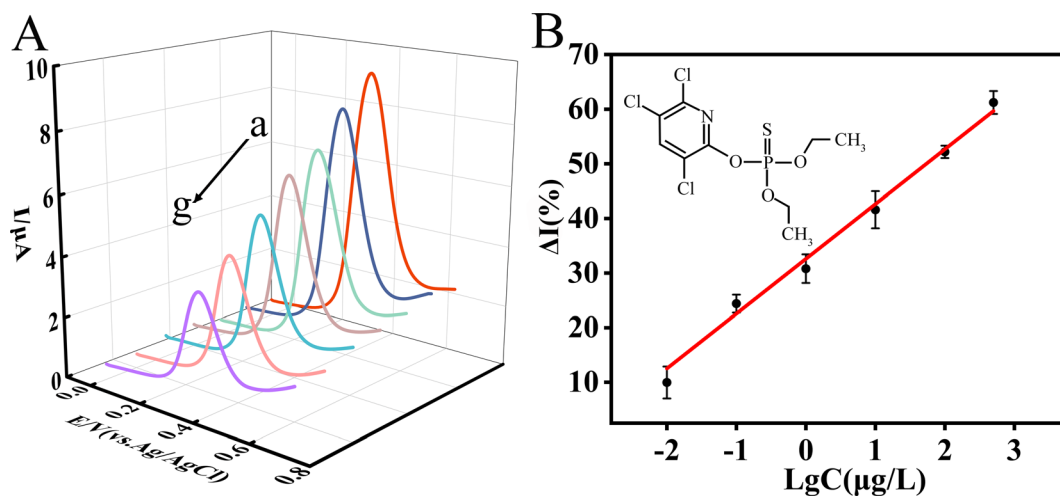 A
10
8
6
4
2
0
I/μA
a
g
0.0
0.2
0.4
0.6
0.8
E/V(vs.Ag/AgCl)
B
70
60
50
40
30
20
10
ΔI(%)
Cl
Cl
N
Cl
O
S
P
O
CH3
O
CH3
-2
-1
0
1
2
3
LgC(μg/L)